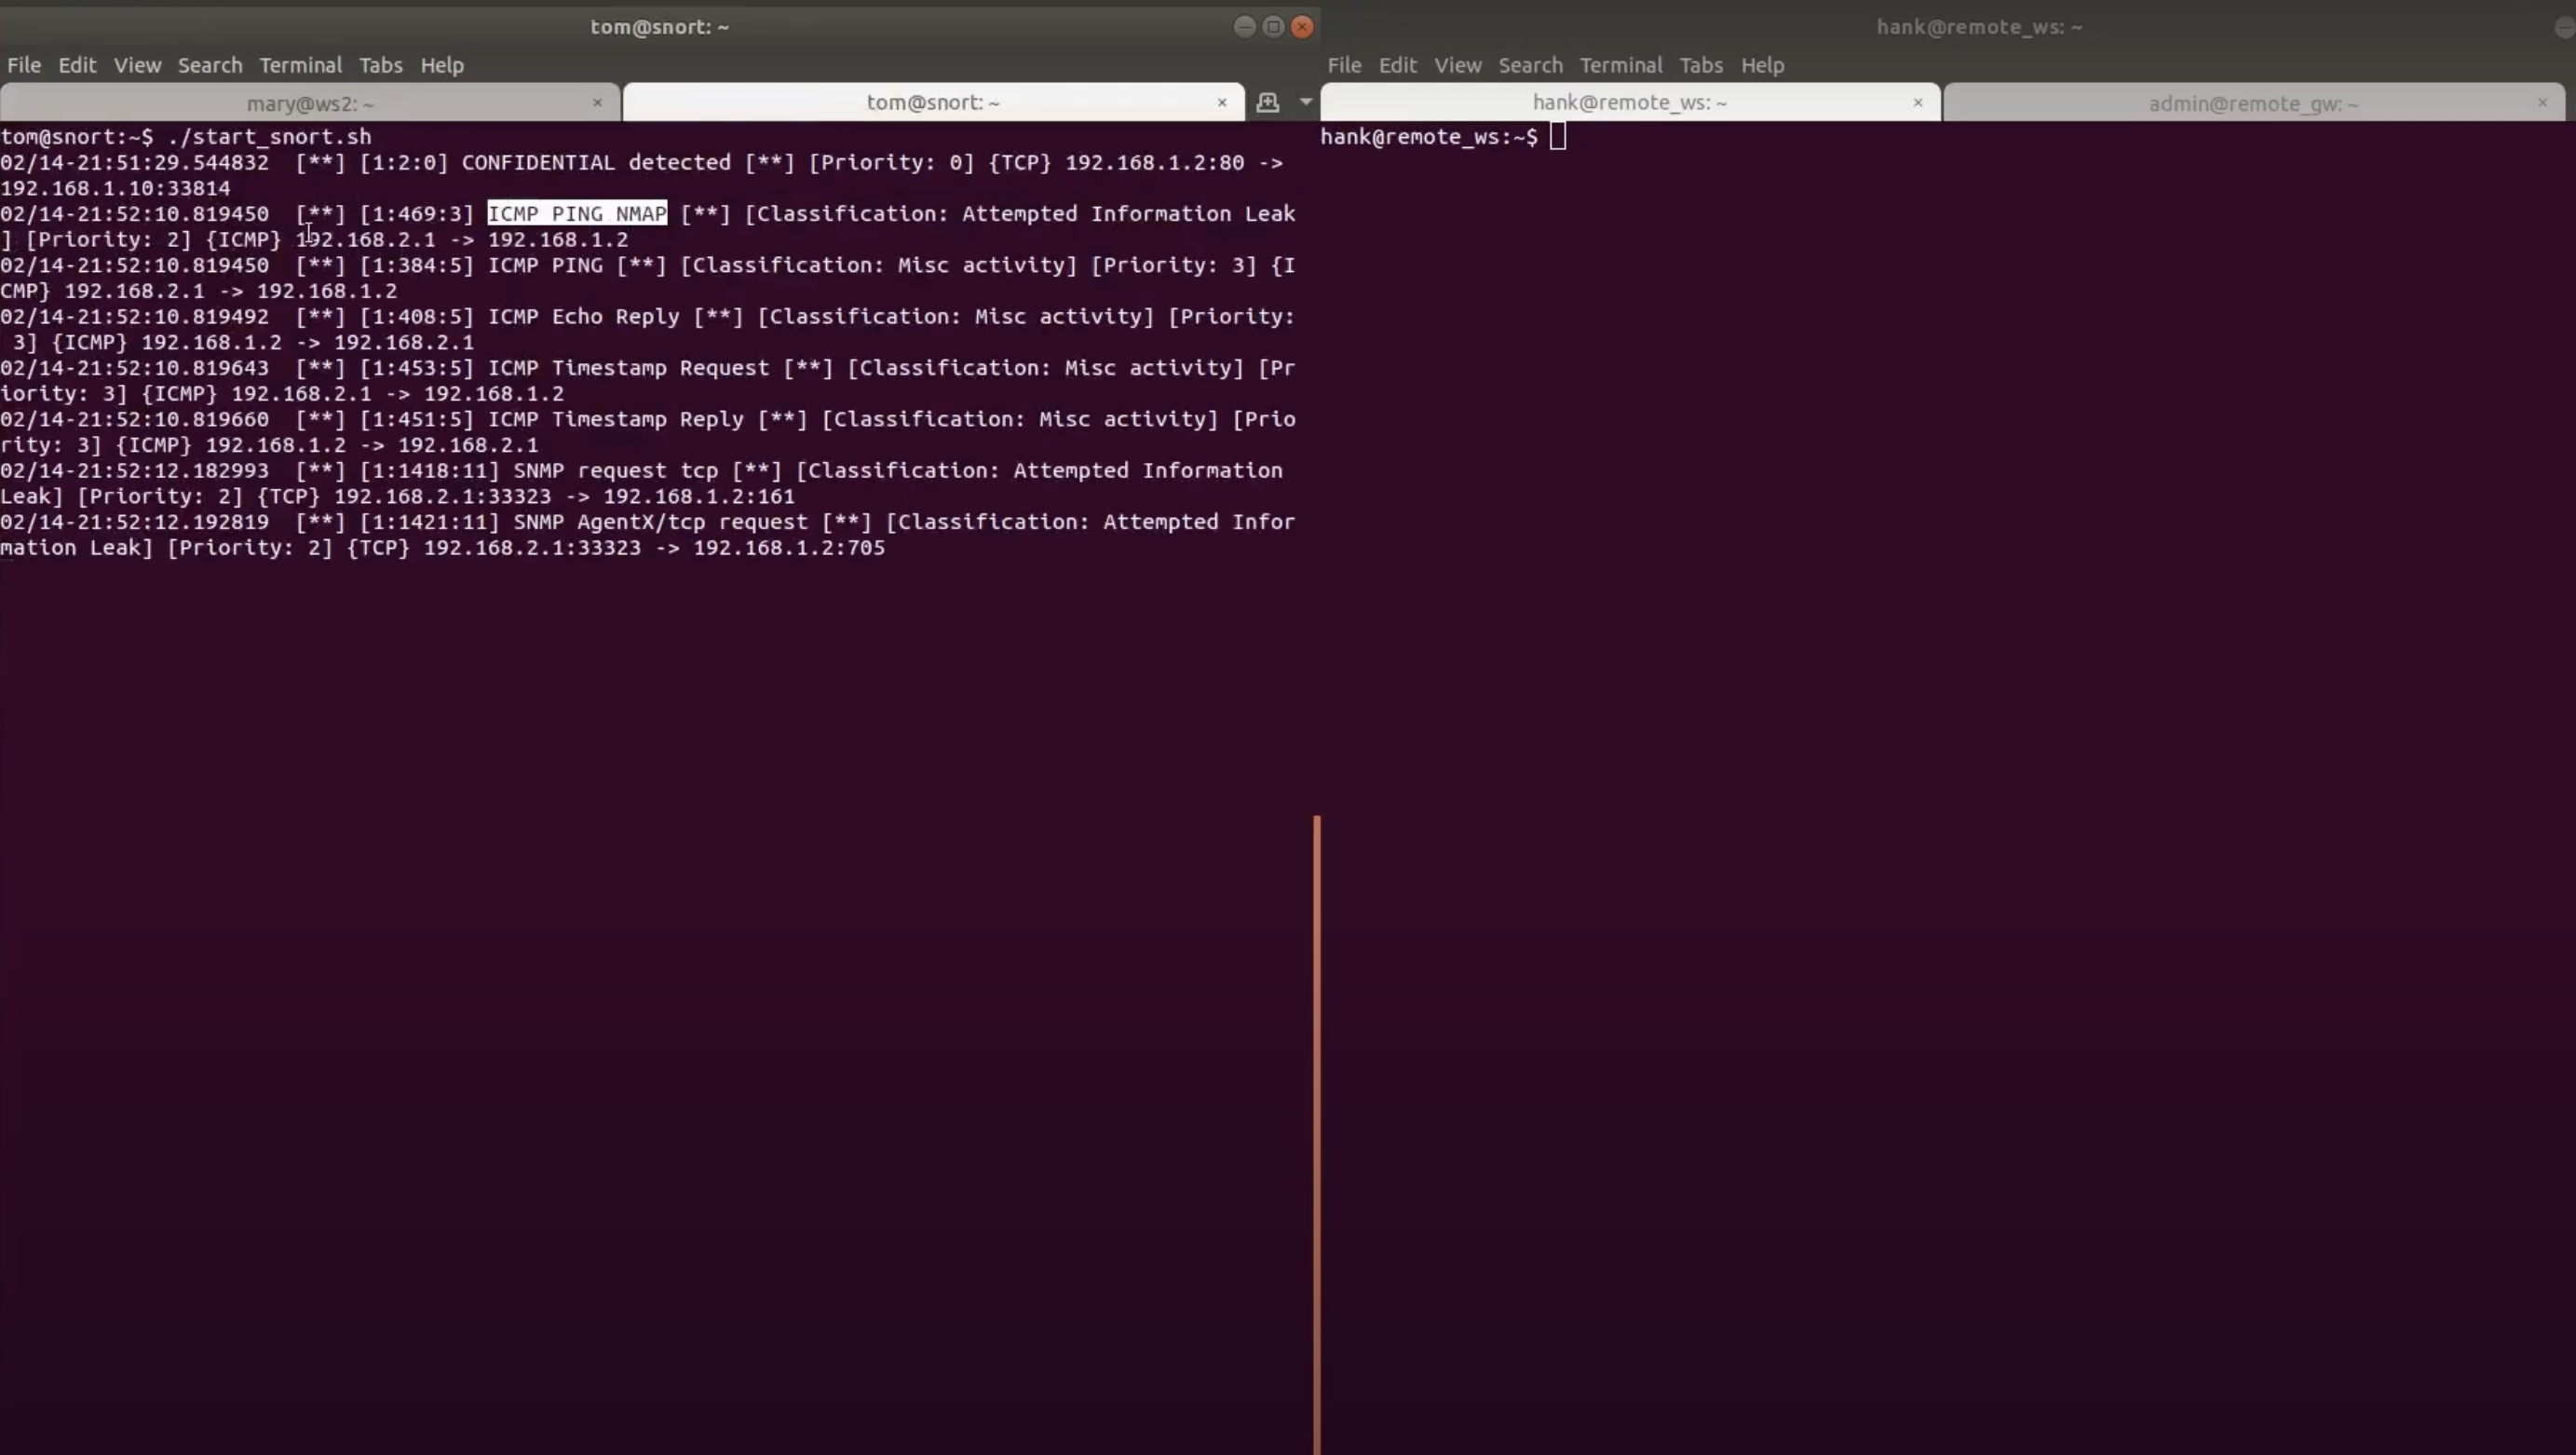 tom@snort: ~
File Edit View Search Terminal Tabs Help
mary@ws2: ~ × tom@snort: ~ ×
tom@snort:~$ ./start_snort.sh
02/14-21:51:29.544832  [**] [1:2:0] CONFIDENTIAL detected [**] [Priority: 0] {TCP} 192.168.1.2:80 ->
192.168.1.10:33814
02/14-21:52:10.819450  [**] [1:469:3] ICMP PING NMAP [**] [Classification: Attempted Information Leak
] [Priority: 2] {ICMP} 192.168.2.1 -> 192.168.1.2
02/14-21:52:10.819450  [**] [1:384:5] ICMP PING [**] [Classification: Misc activity] [Priority: 3] {I
CMP} 192.168.2.1 -> 192.168.1.2
02/14-21:52:10.819492  [**] [1:408:5] ICMP Echo Reply [**] [Classification: Misc activity] [Priority:
 3] {ICMP} 192.168.1.2 -> 192.168.2.1
02/14-21:52:10.819643  [**] [1:453:5] ICMP Timestamp Request [**] [Classification: Misc activity] [Pr
iority: 3] {ICMP} 192.168.2.1 -> 192.168.1.2
02/14-21:52:10.819660  [**] [1:451:5] ICMP Timestamp Reply [**] [Classification: Misc activity] [Prio
rity: 3] {ICMP} 192.168.1.2 -> 192.168.2.1
02/14-21:52:12.182993  [**] [1:1418:11] SNMP request tcp [**] [Classification: Attempted Information
Leak] [Priority: 2] {TCP} 192.168.2.1:33323 -> 192.168.1.2:161
02/14-21:52:12.192819  [**] [1:1421:11] SNMP AgentX/tcp request [**] [Classification: Attempted Infor
mation Leak] [Priority: 2] {TCP} 192.168.2.1:33323 -> 192.168.1.2:705
hank@remote_ws: ~
File Edit View Search Terminal Tabs Help
hank@remote_ws: ~ × admin@remote_gw: ~ ×
hank@remote_ws:~$